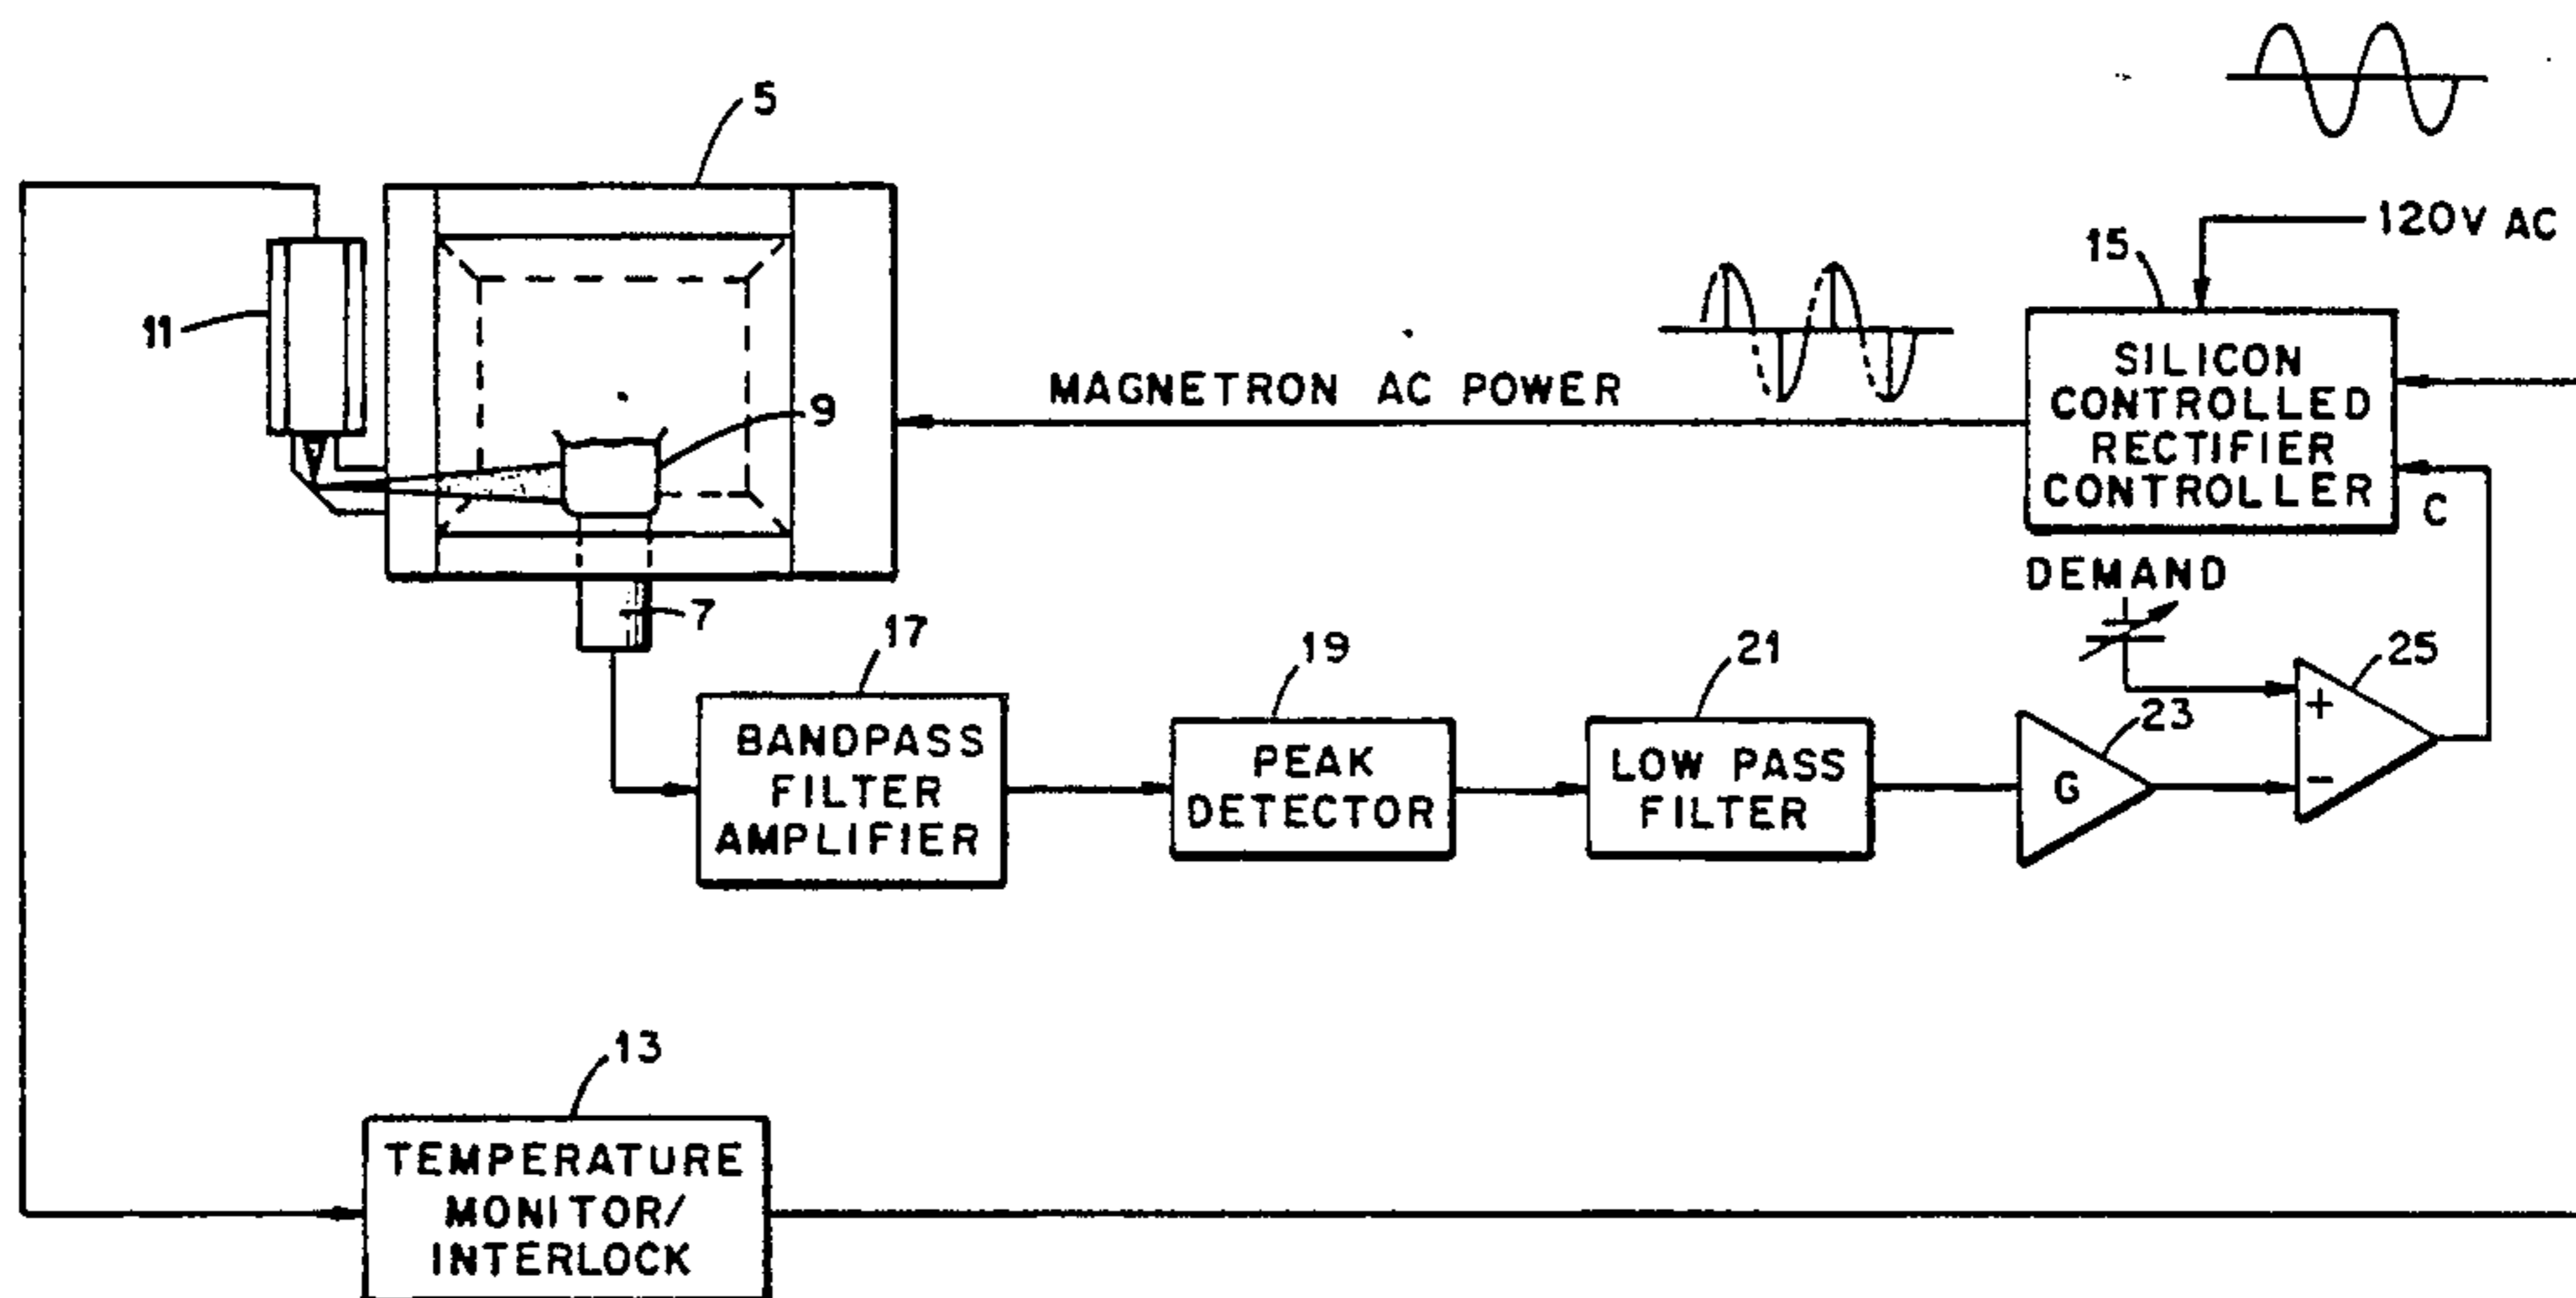 5
120V AC
15
11
SILICON
CONTROLLED
RECTIFIER
CONTROLLER
MAGNETRON AC POWER
9
C
DEMAND
7
17
19
21
25
+
23
BANDPASS
FILTER
AMPLIFIER
PEAK
DETECTOR
LOW PASS
FILTER
G
-
13
TEMPERATURE
MONITOR/
INTERLOCK